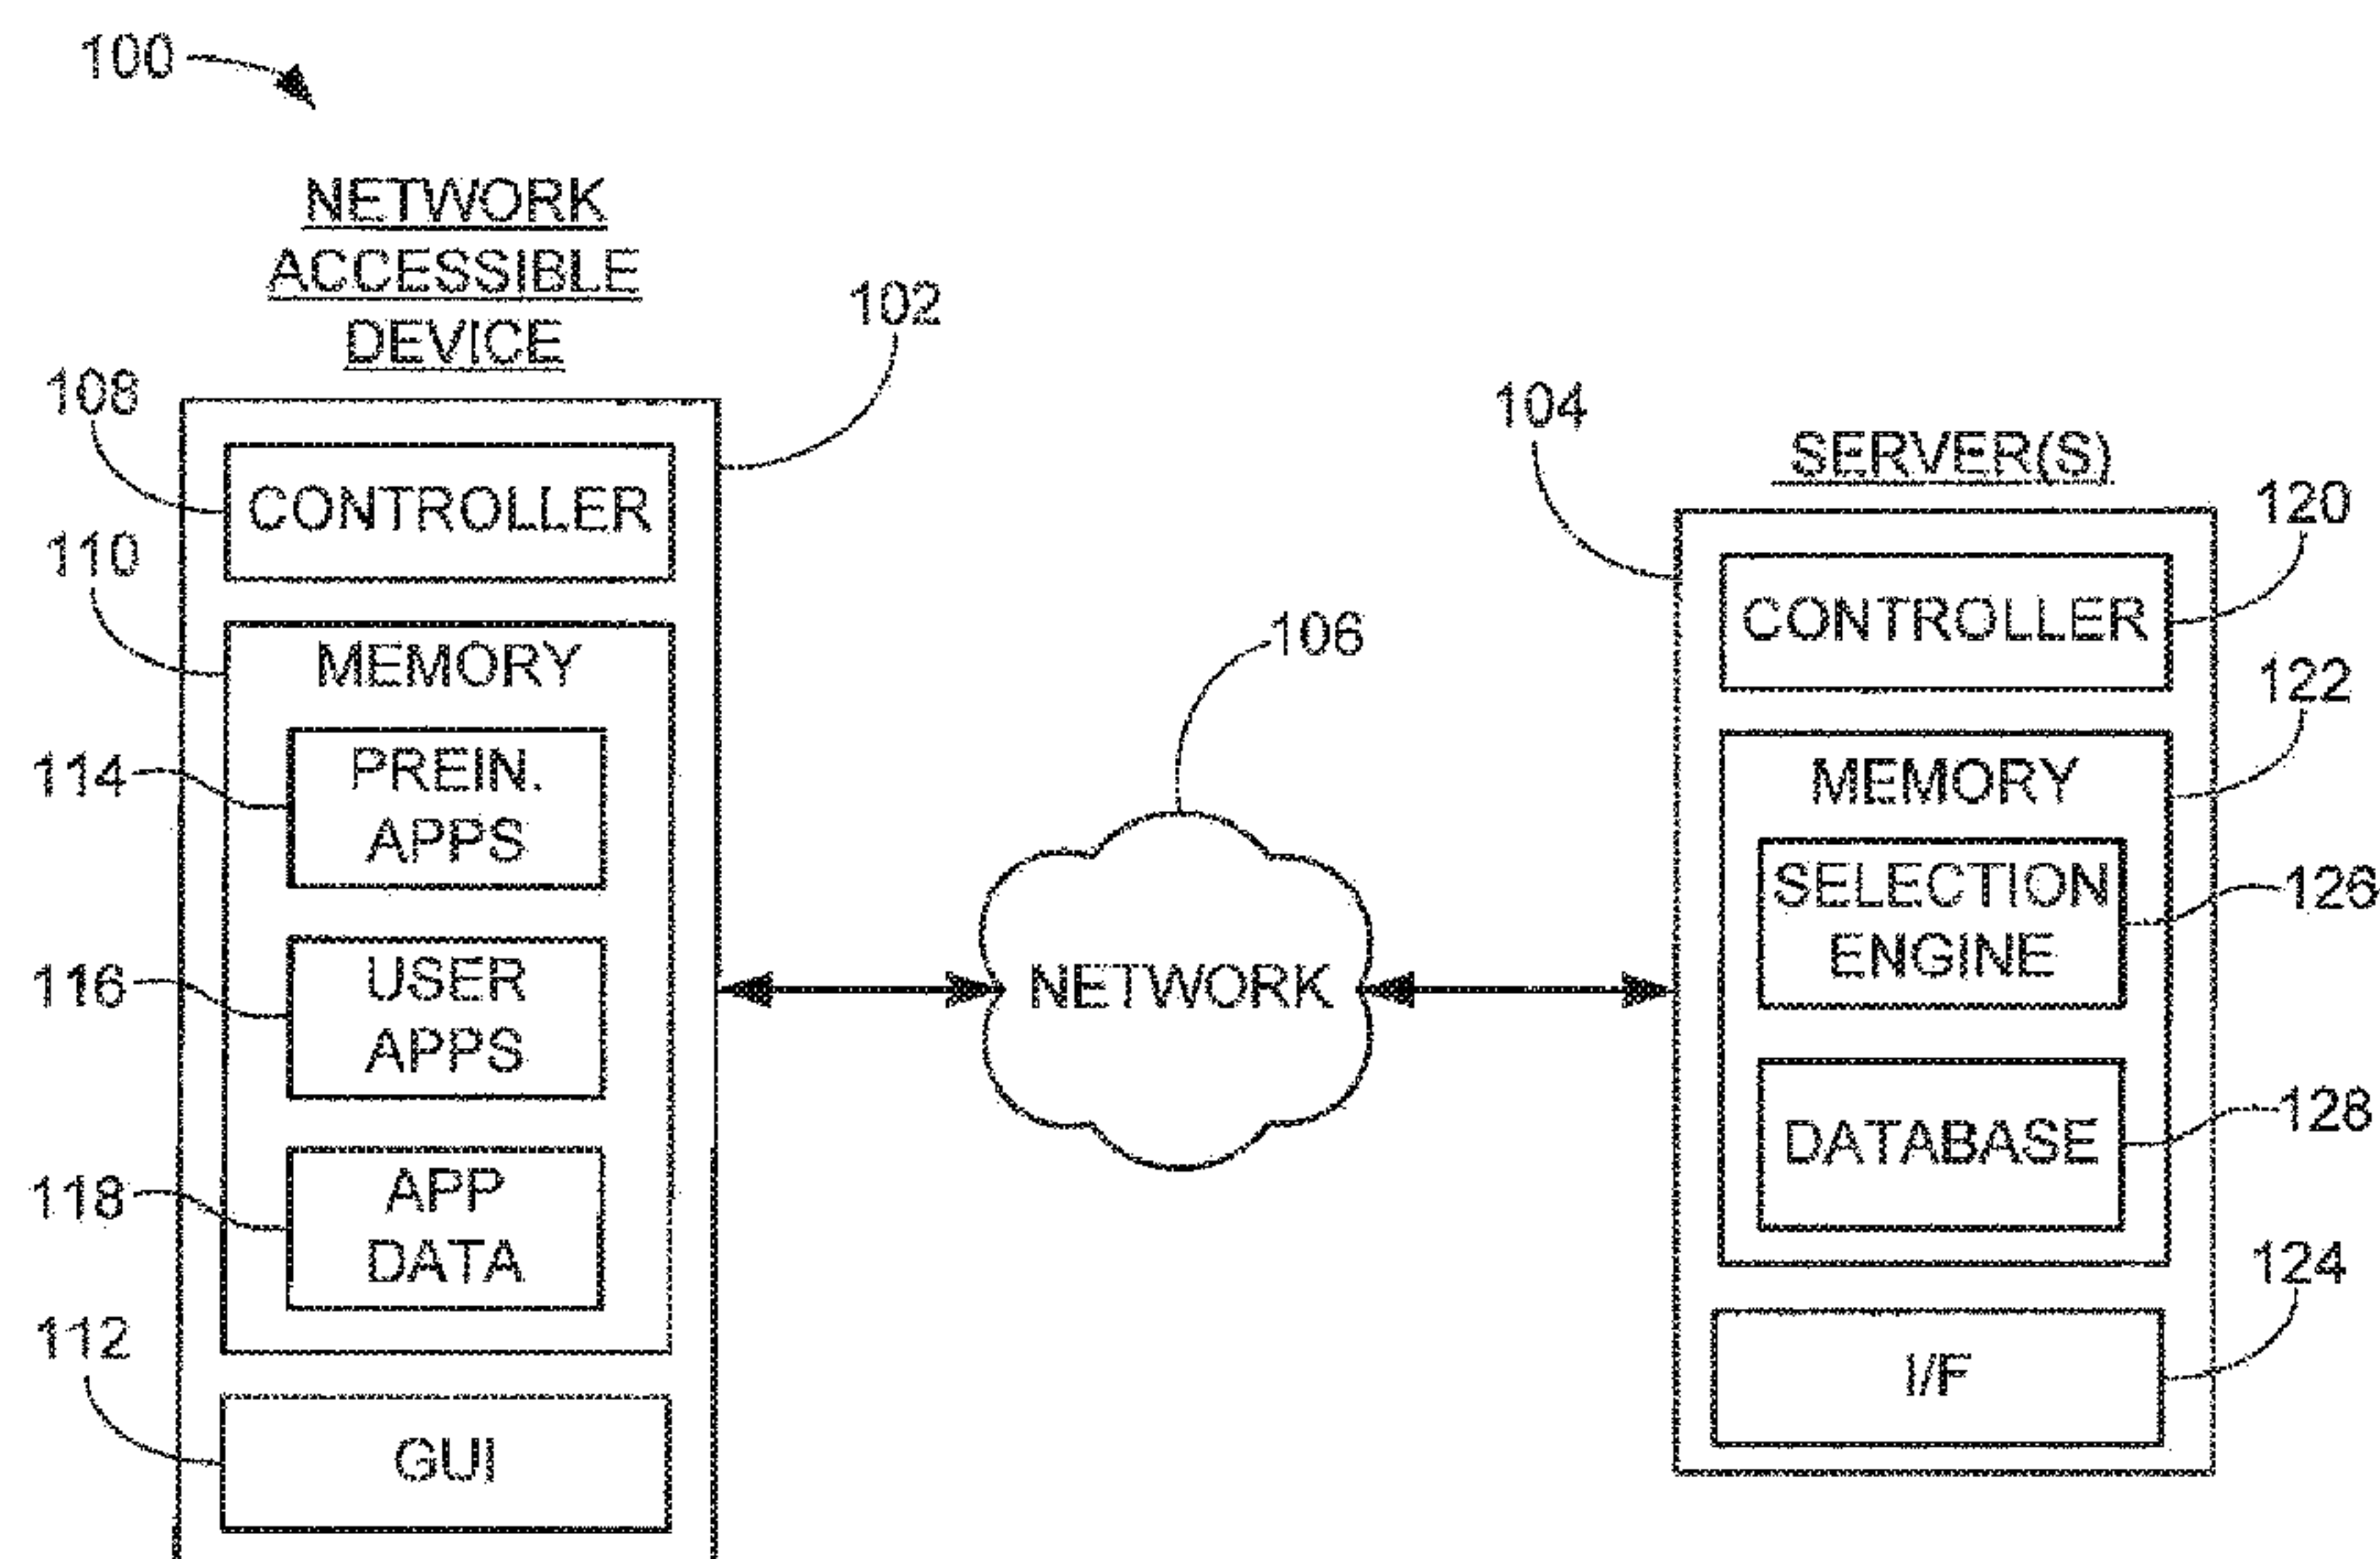 100
NETWORK
ACCESSIBLE
DEVICE
102
108
CONTROLLER
110
MEMORY
114
PREIN.
APPS
116
USER
APPS
118
APP
DATA
112
GUI
106
NETWORK
104
SERVER(S)
120
CONTROLLER
122
MEMORY
SELECTION
ENGINE
126
DATABASE
128
124
I/F